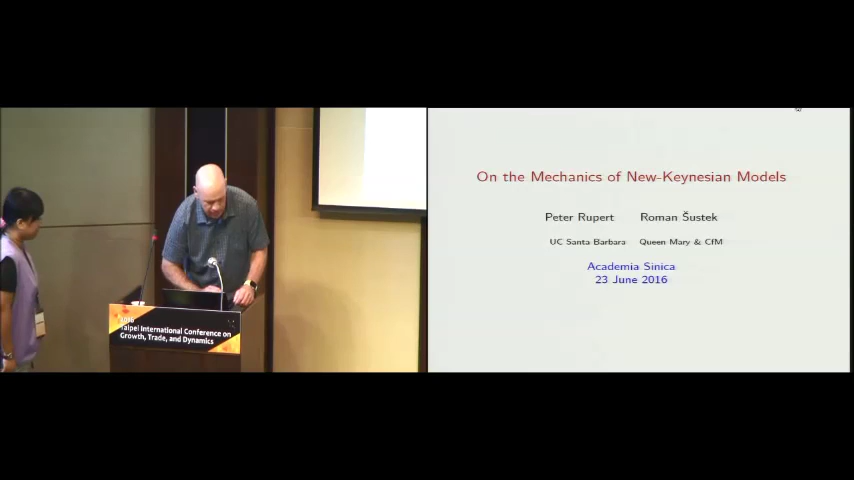 2016
Taipei International Conference on
Growth, Trade, and Dynamics
On the Mechanics of New-Keynesian Models
Peter Rupert Roman Šustek
UC Santa Barbara Queen Mary & CfM
Academia Sinica
23 June 2016